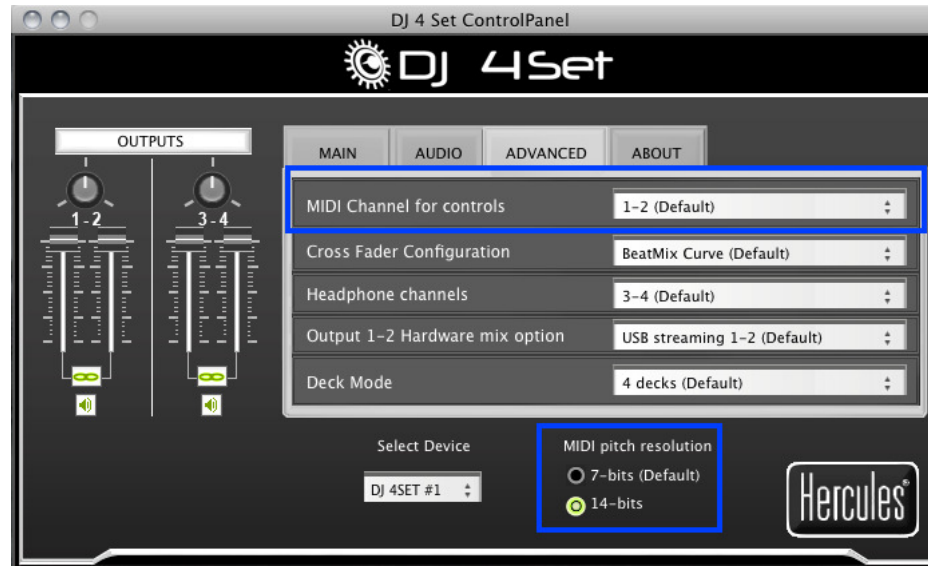 DJ 4 Set ControlPanel
DJ 4Set
OUTPUTS
1-2
3-4
MAIN
AUDIO
ADVANCED
ABOUT
MIDI Channel for controls
1-2 (Default)
Cross Fader Configuration
BeatMix Curve (Default)
Headphone channels
3-4 (Default)
Output 1-2 Hardware mix option
USB streaming 1-2 (Default)
Deck Mode
4 decks (Default)
Select Device
DJ 4SET #1
MIDI pitch resolution
7-bits (Default)
14-bits
Hercules®